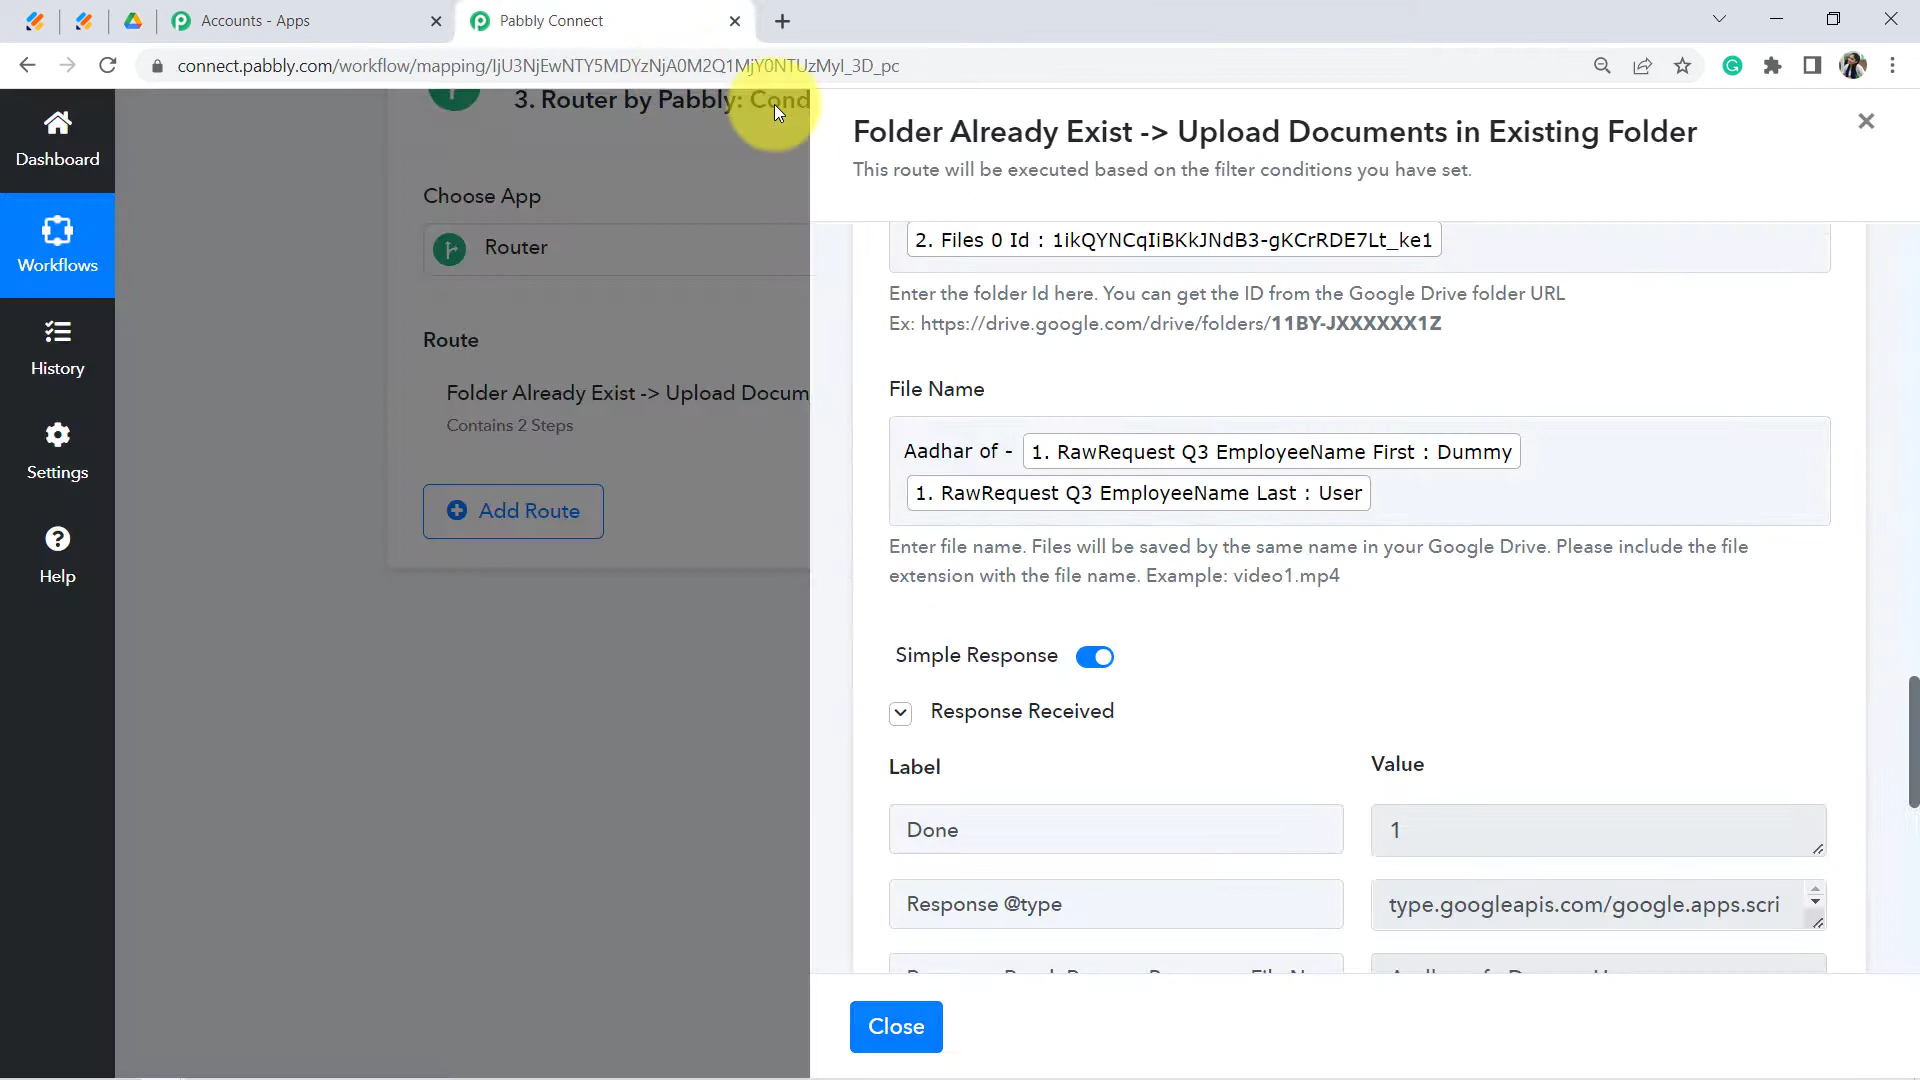 Accounts - Apps
Pabbly Connect
connect.pabbly.com/workflow/mapping/IjU3NjEwNTY5MDYzNjA0M2Q1MjY0NTUzMyI_3D_pc
Dashboard
Workflows
History
Settings
Help
3. Router by Pabbly: Cond
Choose App
Router
Route
Folder Already Exist -> Upload Docum
Contains 2 Steps
Add Route
Folder Already Exist -> Upload Documents in Existing Folder
This route will be executed based on the filter conditions you have set.
2. Files 0 Id : 1ikQYNCqIiBKkJNdB3-gKCrRDE7Lt_ke1
Enter the folder Id here. You can get the ID from the Google Drive folder URL
Ex: https://drive.google.com/drive/folders/11BY-JXXXXXX1Z
File Name
Aadhar of - 1. RawRequest Q3 EmployeeName First : Dummy
1. RawRequest Q3 EmployeeName Last : User
Enter file name. Files will be saved by the same name in your Google Drive. Please include the file
extension with the file name. Example: video1.mp4
Simple Response
Response Received
Label Value
Done 1
Response @type type.googleapis.com/google.apps.scri
Close